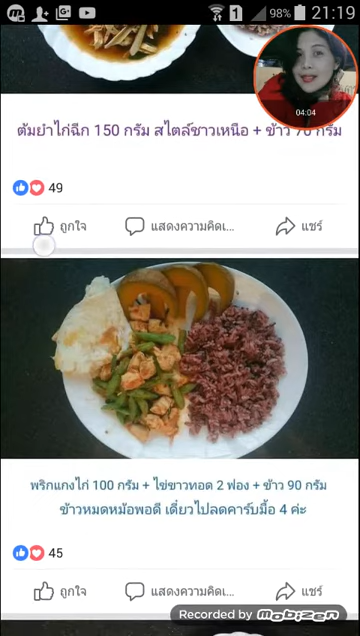 98% 21:19
04:04
ต้มยำไก่ฉีก 150 กรัม สไตล์ชาวเหนือ + ข้าว 70 กรัม
49
ถูกใจ แสดงความคิดเ... แชร์
พริกแกงไก่ 100 กรัม + ไข่ขาวทอด 2 ฟอง + ข้าว 90 กรัม
ข้าวหมดหม้อพอดี เดี๋ยวไปลดคาร์บมื้อ 4 ค่ะ
45
ถูกใจ แสดงความคิดเ... แชร์
Recorded by mobizen